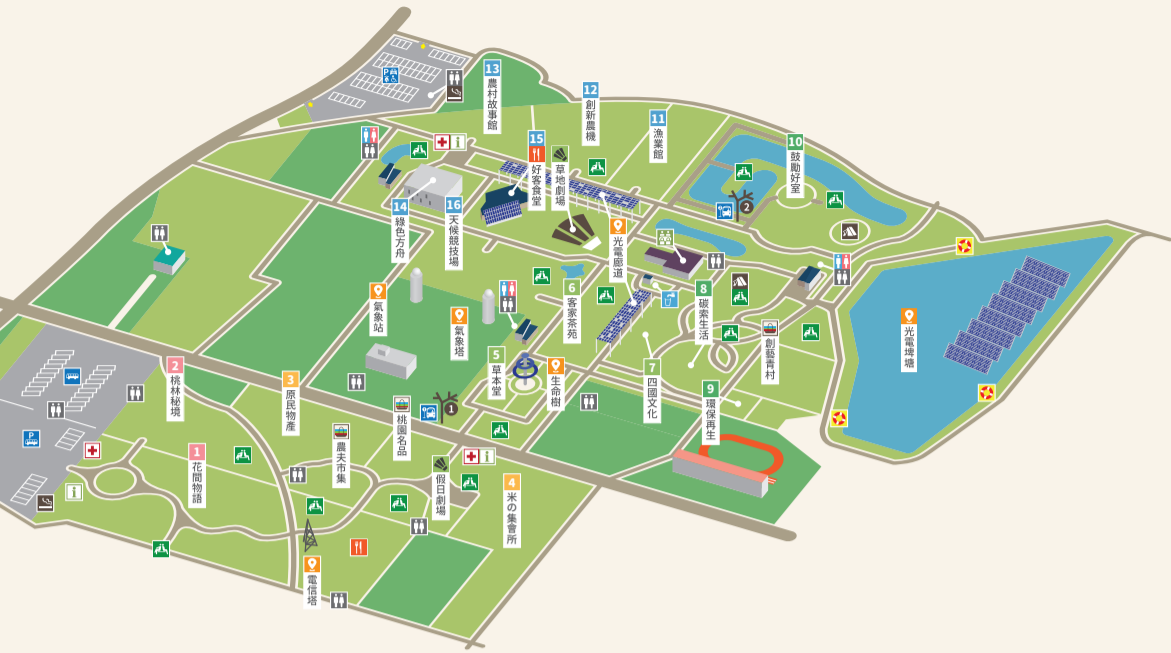 P
13
農村故事館
12
創新農機
11
漁業館
15
好客食堂
草地劇場
10
鼓勵好室
i
14
綠色方舟
16
天候競技場
光電廊道
2
氣象站
氣象塔
6
客家茶苑
8
碳索生活
創藝青村
光電埤塘
5
草本堂
生命樹
7
四國文化
9
環保再生
2
桃林秘境
3
原民物產
桃園名品
1
農夫市集
P
1
花間物語
i
假日劇場
i
4
米の集會所
電信塔